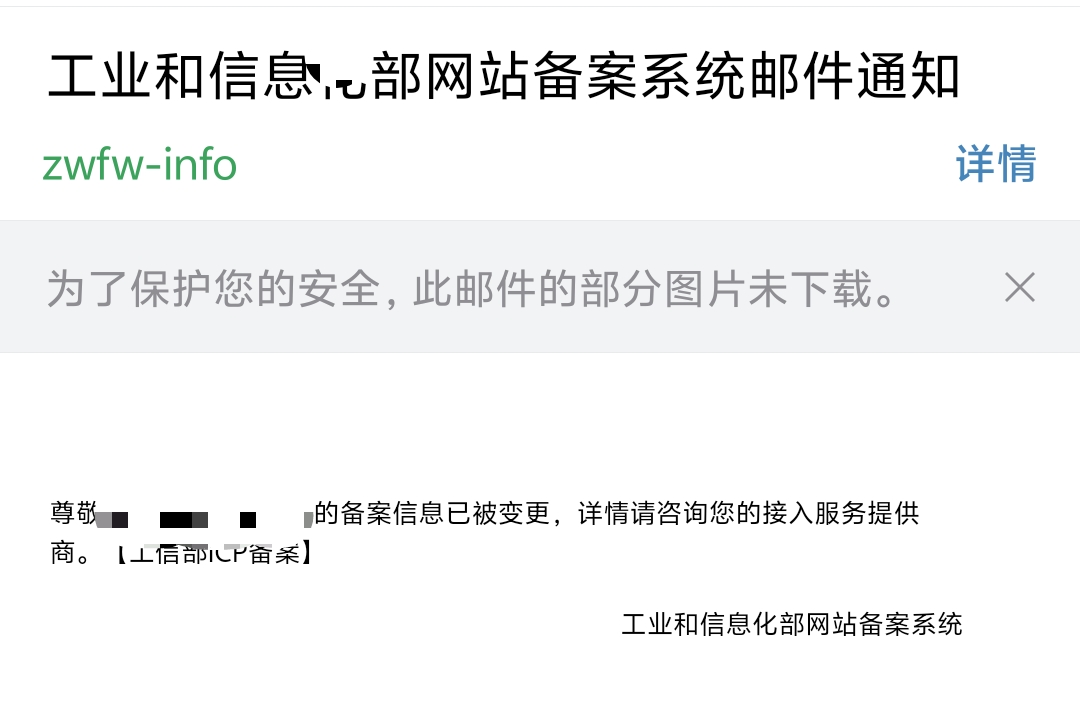 工业和信息化部网站备案系统邮件通知
zwfw-info
详情
为了保护您的安全，此邮件的部分图片未下载。
尊敬的备案信息已被变更，详情请咨询您的接入服务提供
商。【工信部ICP备案】
工业和信息化部网站备案系统